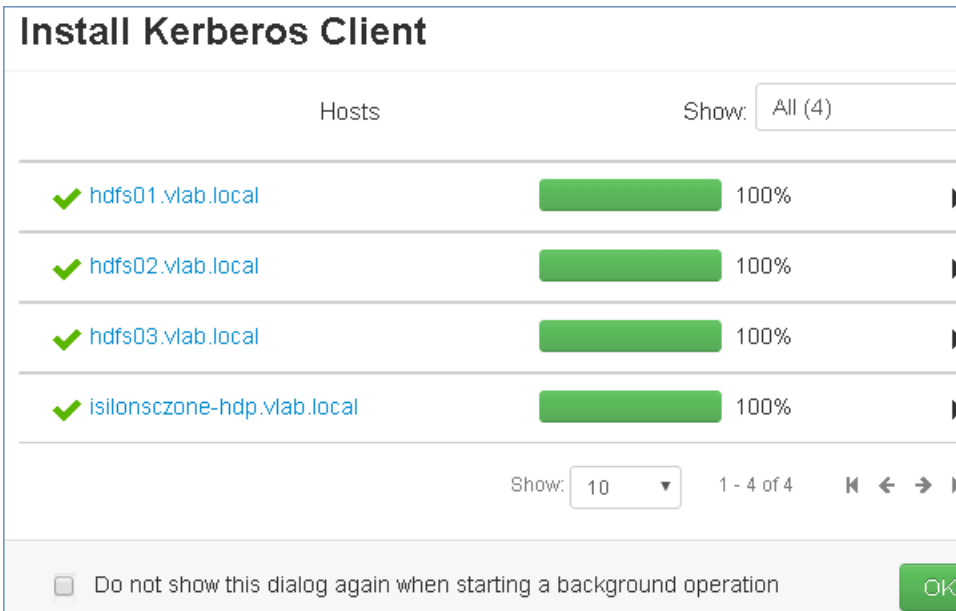 Install Kerberos Client
Hosts Show: All (4)
hdfs01.vlab.local 100%
hdfs02.vlab.local 100%
hdfs03.vlab.local 100%
isilonsczone-hdp.vlab.local 100%
Show: 10 1 - 4 of 4
Do not show this dialog again when starting a background operation OK